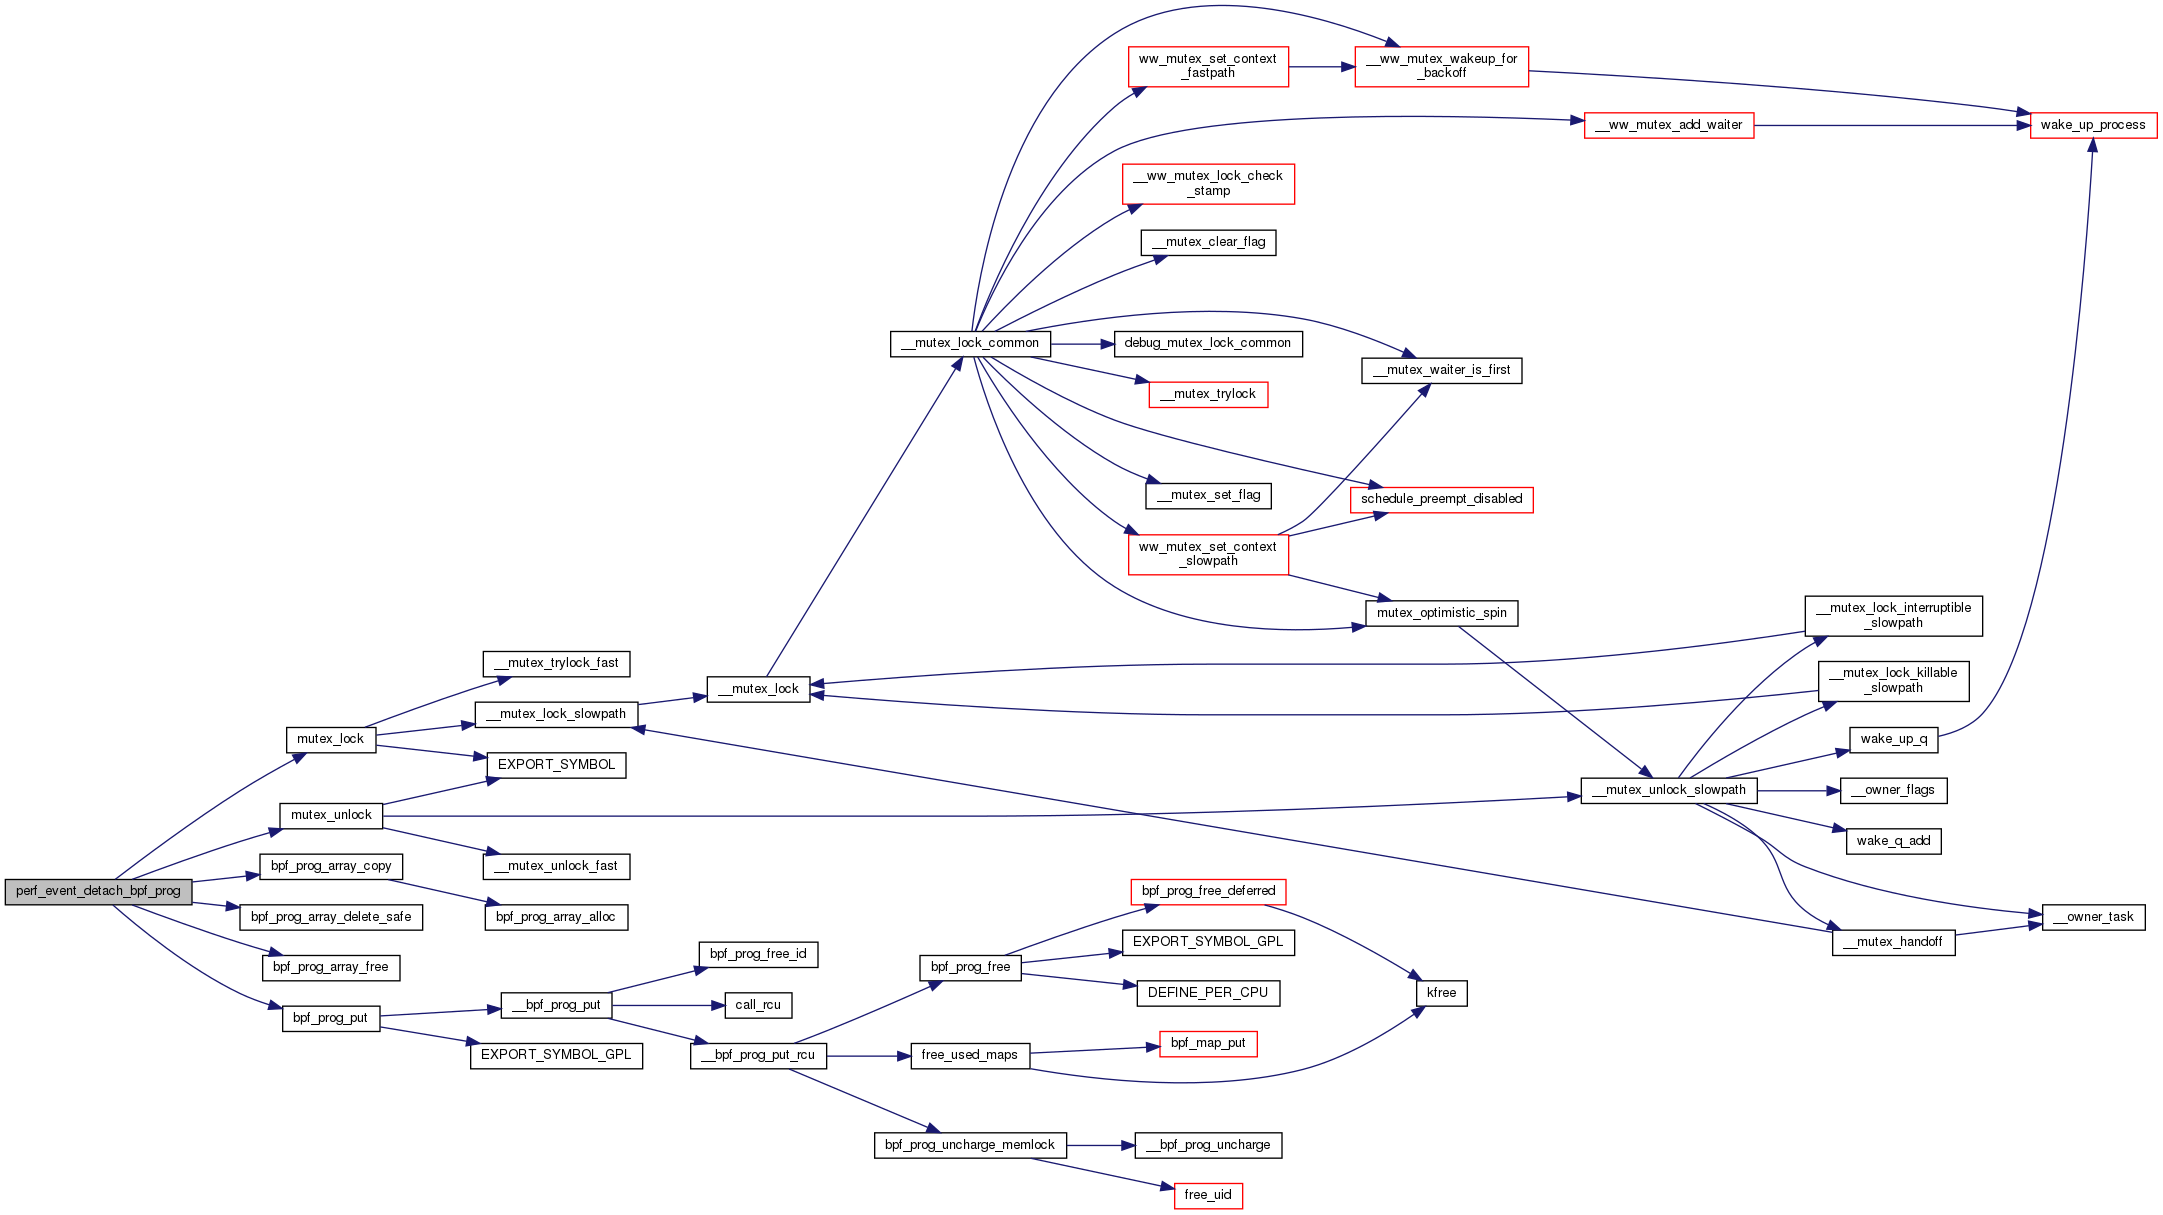 __ww_mutex_wakeup_for
_backoff
ww_mutex_set_context
_fastpath
__ww_mutex_add_waiter
wake_up_process
__ww_mutex_lock_check
_stamp
__mutex_clear_flag
__mutex_lock_common
debug_mutex_lock_common
__mutex_waiter_is_first
__mutex_trylock
__mutex_set_flag
schedule_preempt_disabled
ww_mutex_set_context
_slowpath
mutex_optimistic_spin
__mutex_lock_interruptible
_slowpath
__mutex_trylock_fast
__mutex_lock
__mutex_lock_killable
_slowpath
__mutex_lock_slowpath
mutex_lock
wake_up_q
EXPORT_SYMBOL
__mutex_unlock_slowpath
__owner_flags
mutex_unlock
wake_q_add
bpf_prog_array_copy
__mutex_unlock_fast
perf_event_detach_bpf_prog
bpf_prog_free_deferred
bpf_prog_array_delete_safe
bpf_prog_array_alloc
__owner_task
__mutex_handoff
EXPORT_SYMBOL_GPL
bpf_prog_free_id
bpf_prog_array_free
bpf_prog_free
DEFINE_PER_CPU
kfree
__bpf_prog_put
call_rcu
bpf_prog_put
bpf_map_put
EXPORT_SYMBOL_GPL
__bpf_prog_put_rcu
free_used_maps
bpf_prog_uncharge_memlock
__bpf_prog_uncharge
free_uid